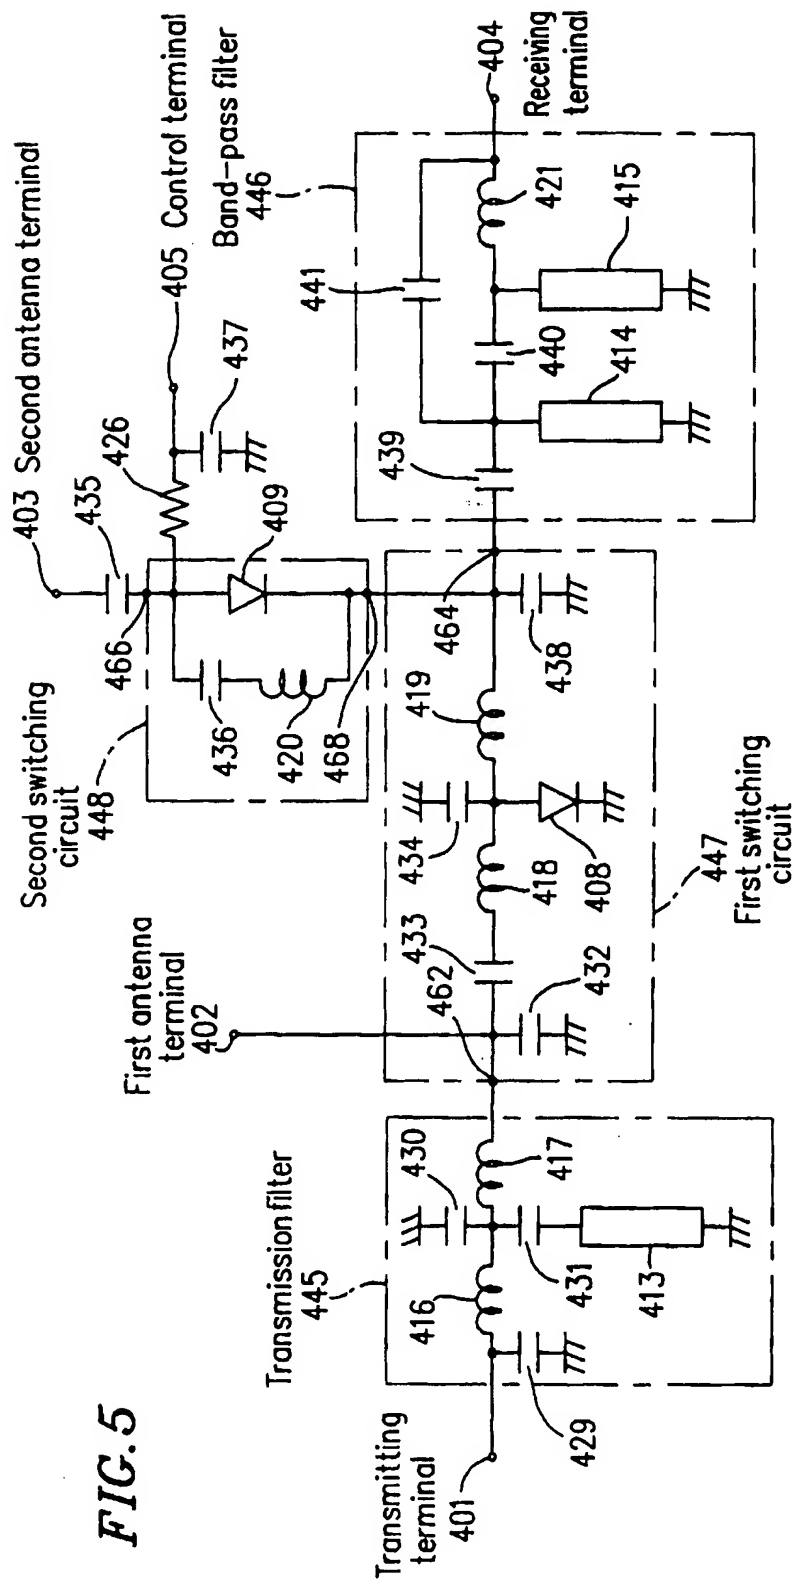 FIG.5
403 Second antenna terminal
435
466
426
405 Control terminal
437
409
Second switching
circuit
448
436
420
468
Band-pass filter
446
441
439
440
421
415
414
404
Receiving
terminal
First antenna
terminal
402
462
433
434
418
419
464
432
408
438
447
First switching
circuit
Transmission filter
445
430
416
417
431
413
429
Transmitting
terminal
401